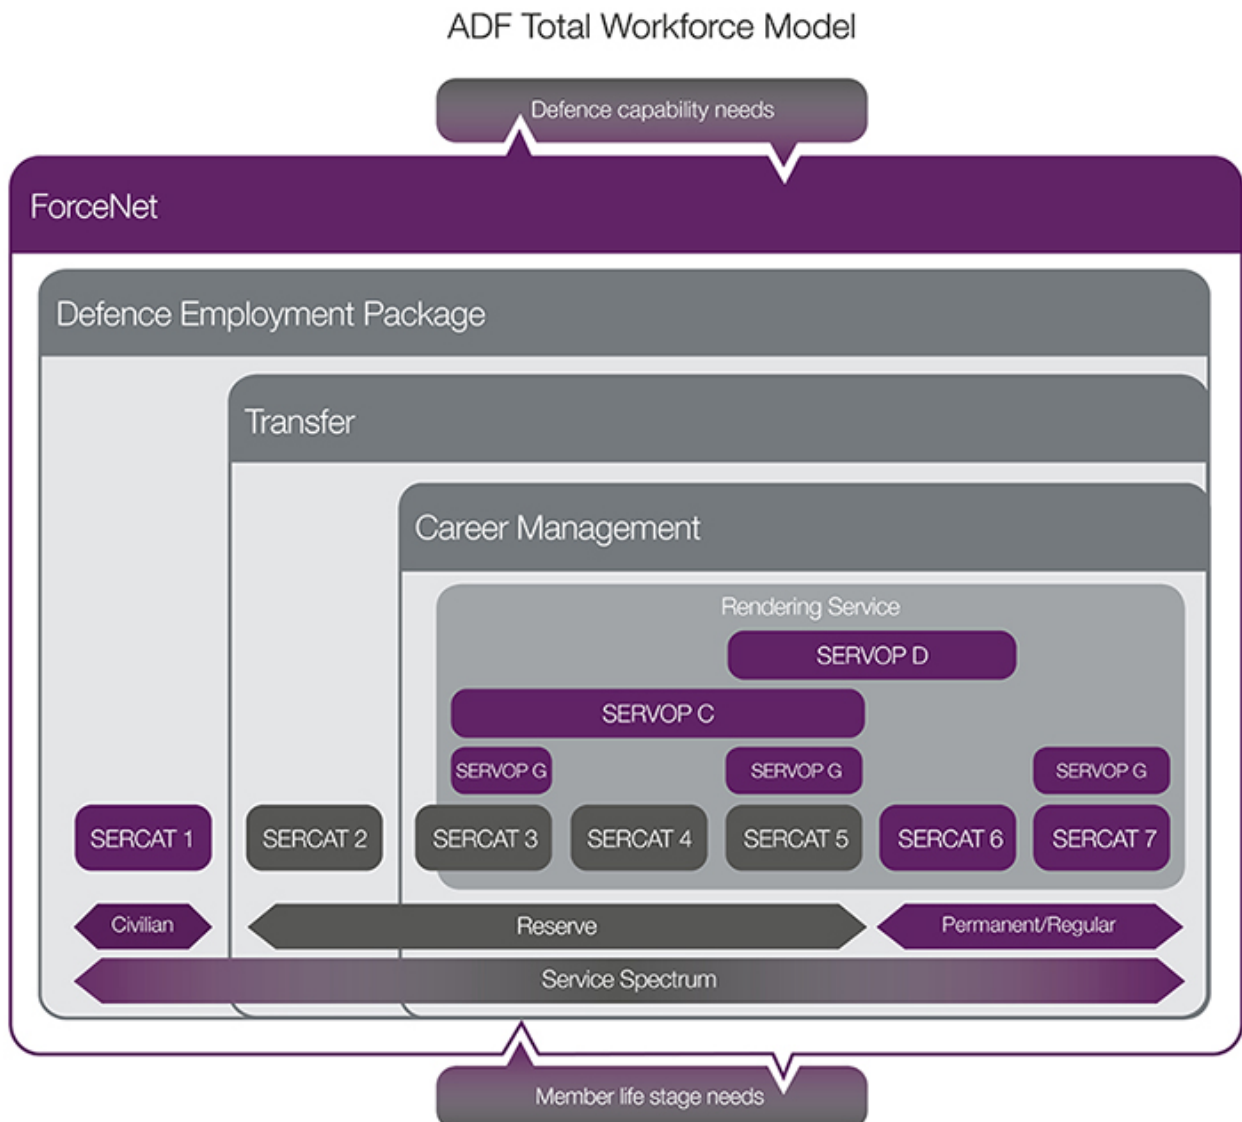 ADF Total Workforce Model
Defence capability needs
ForceNet
Defence Employment Package
Transfer
Career Management
Rendering Service
SERVOP D
SERVOP C
SERVOP G
SERVOP G
SERVOP G
SERCAT 1
SERCAT 2
SERCAT 3
SERCAT 4
SERCAT 5
SERCAT 6
SERCAT 7
Civilian
Reserve
Permanent/Regular
Service Spectrum
Member life stage needs